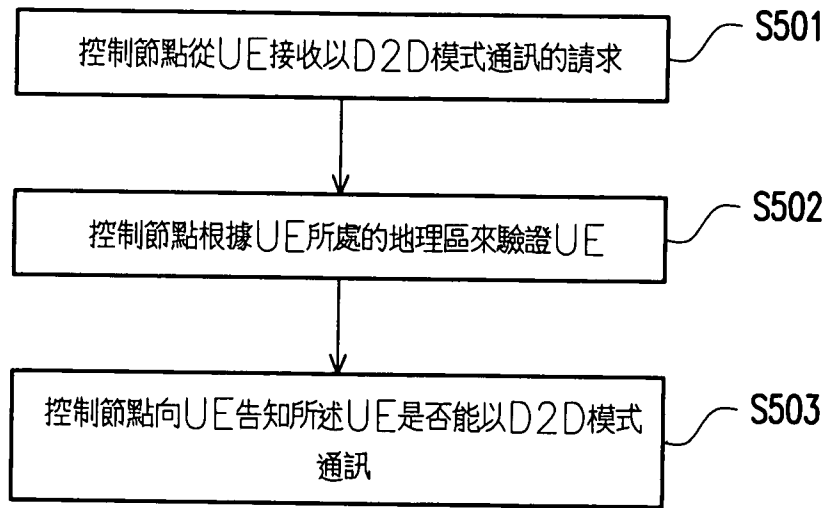 控制節點從UE接收以D2D模式通訊的請求
S501
控制節點根據UE所處的地理區來驗證UE
S502
控制節點向UE告知所述UE是否能以D2D模式
通訊
S503